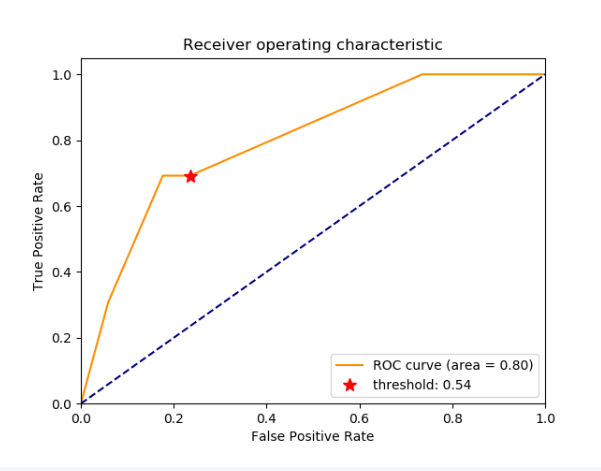 Receiver operating characteristic
True Positive Rate
1.0
0.8
0.6
0.4
0.2
0.0
ROC curve (area = 0.80)
threshold: 0.54
0.0 0.2 0.4 0.6 0.8 1.0
False Positive Rate